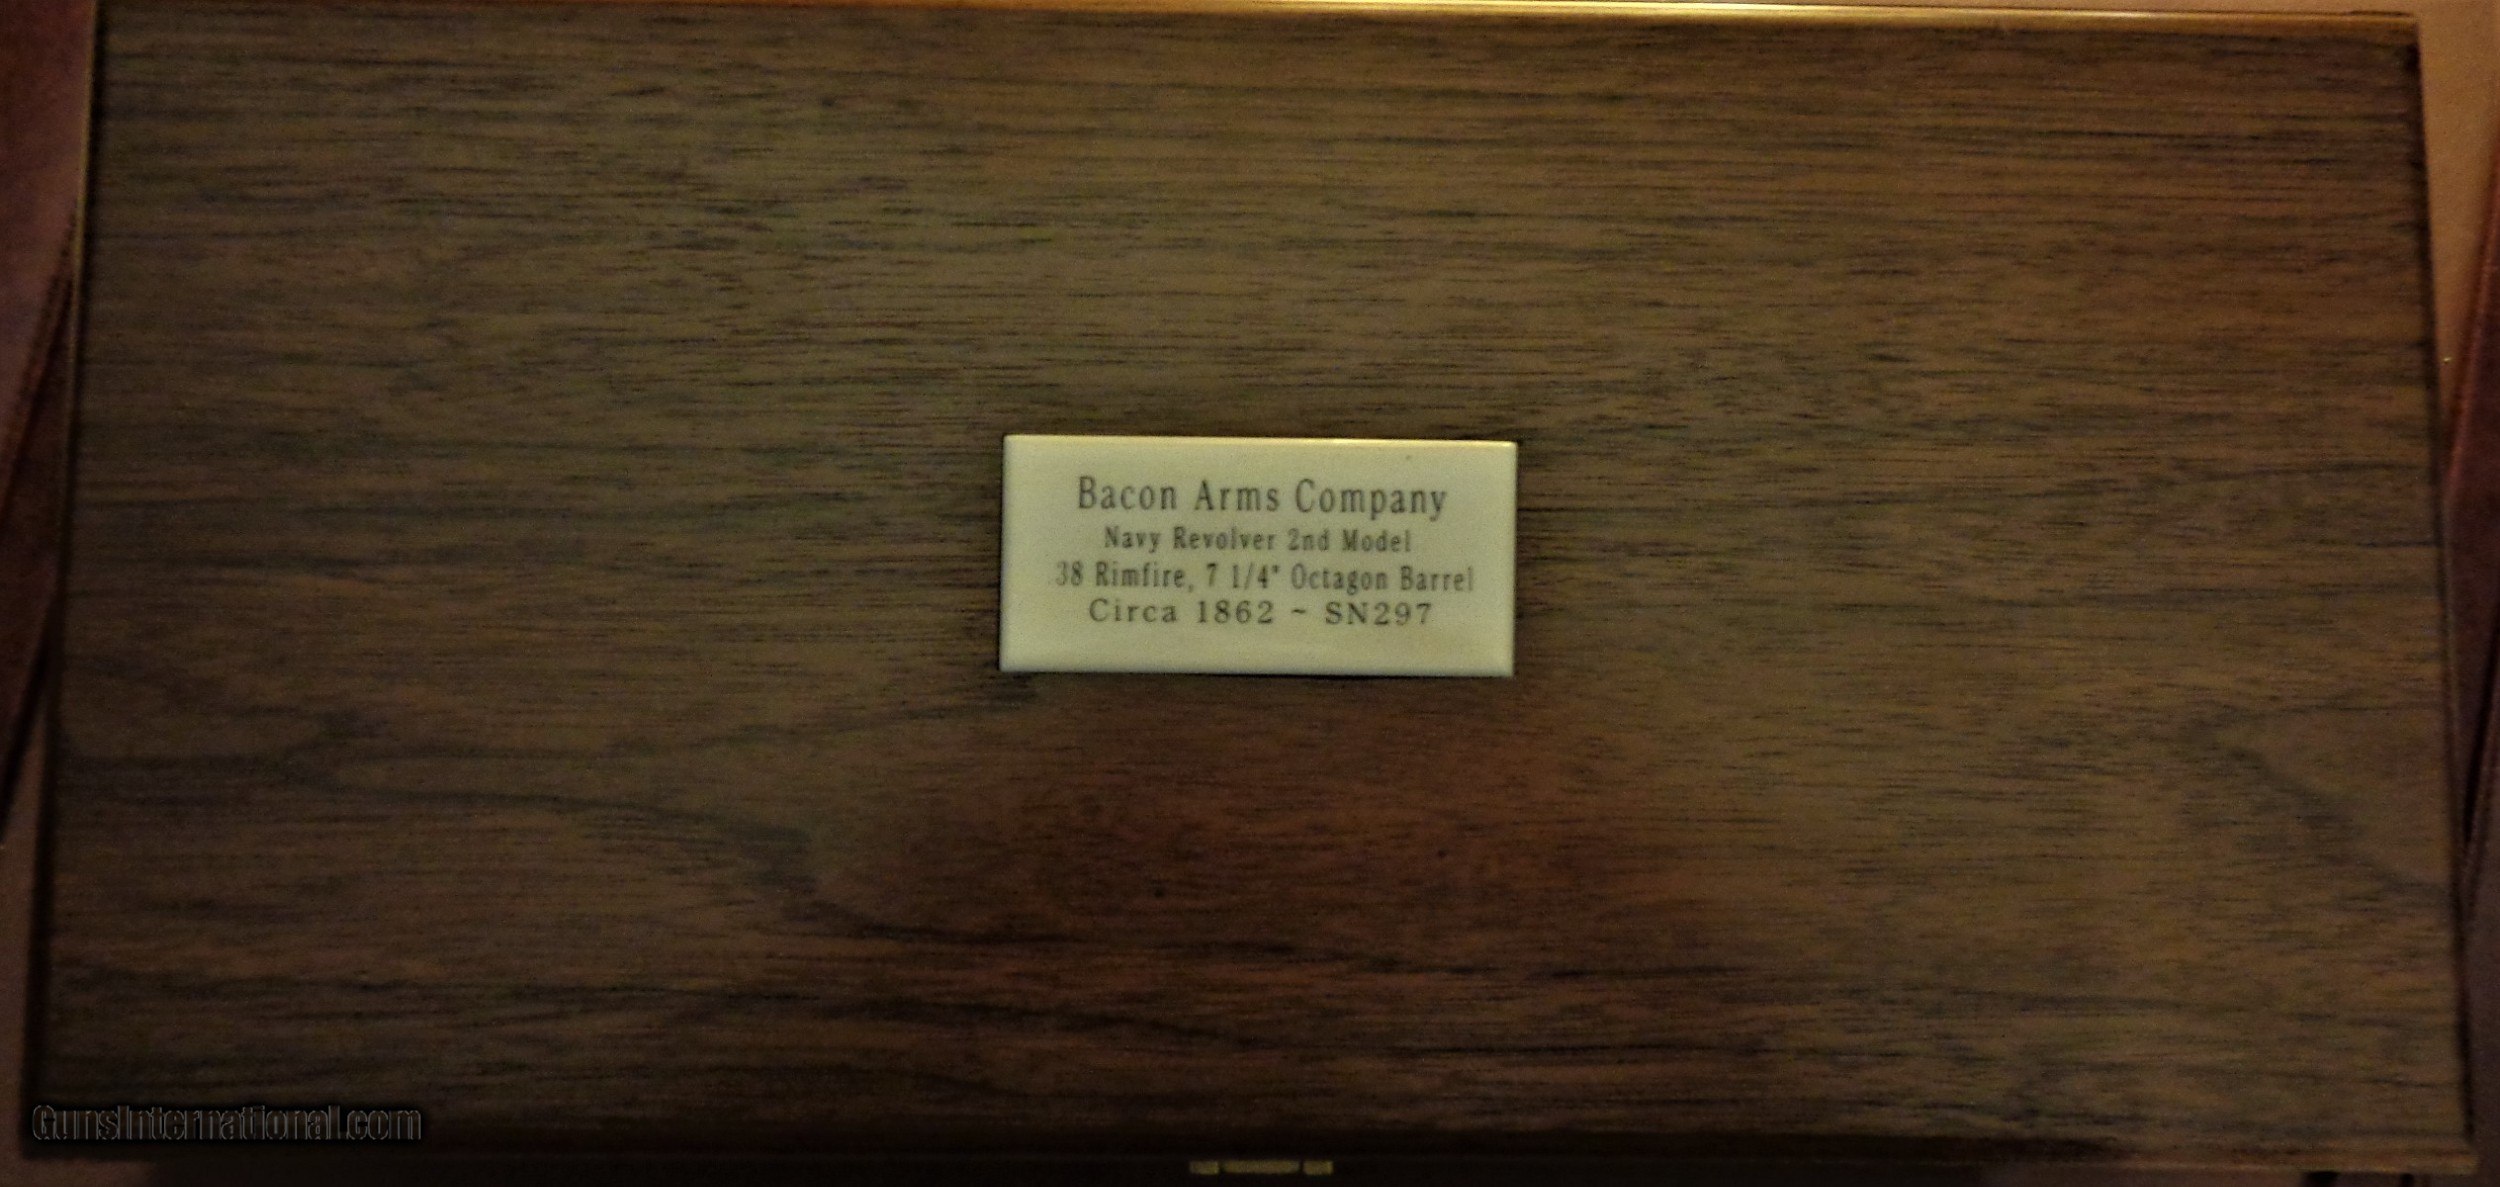 Bacon Arms Company
Navy Revolver 2nd Model
.38 Rimfire, 7 1/4" Octagon Barrel
Circa 1862 ~ SN297
GunsInternational.com